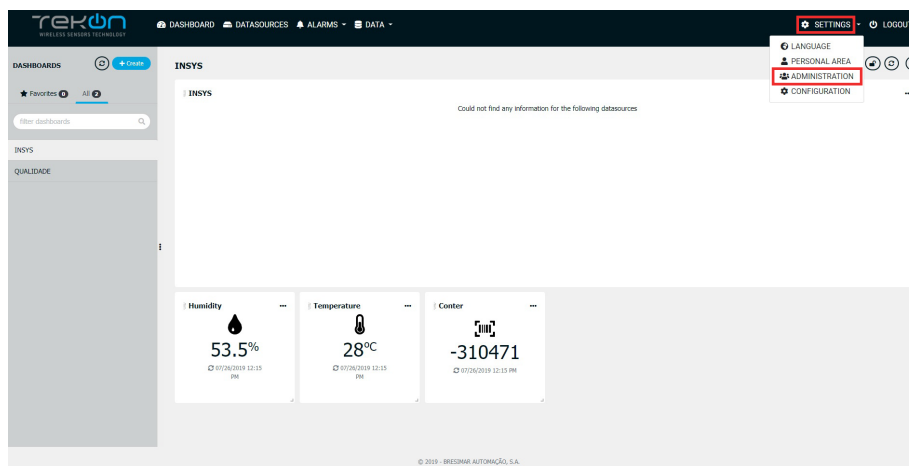 TEKON
WIRELESS SENSORS TECHNOLOGY
DASHBOARD DATASOURCES ALARMS DATA
SETTINGS LOGOUT
LANGUAGE
PERSONAL AREA
ADMINISTRATION
CONFIGURATION
DASHBOARDS + Create
Favorites 0 All 2
filter dashboards
INSYS
QUALIDADE
INSYS
INSYS
Could not find any information for the following datasources
Humidity
53.5%
07/26/2019 12:15
PM
Temperature
28ºC
07/26/2019 12:15
PM
Conter
-310471
07/26/2019 12:15 PM
© 2019 - BRESIMAR AUTOMAÇÃO, S.A.